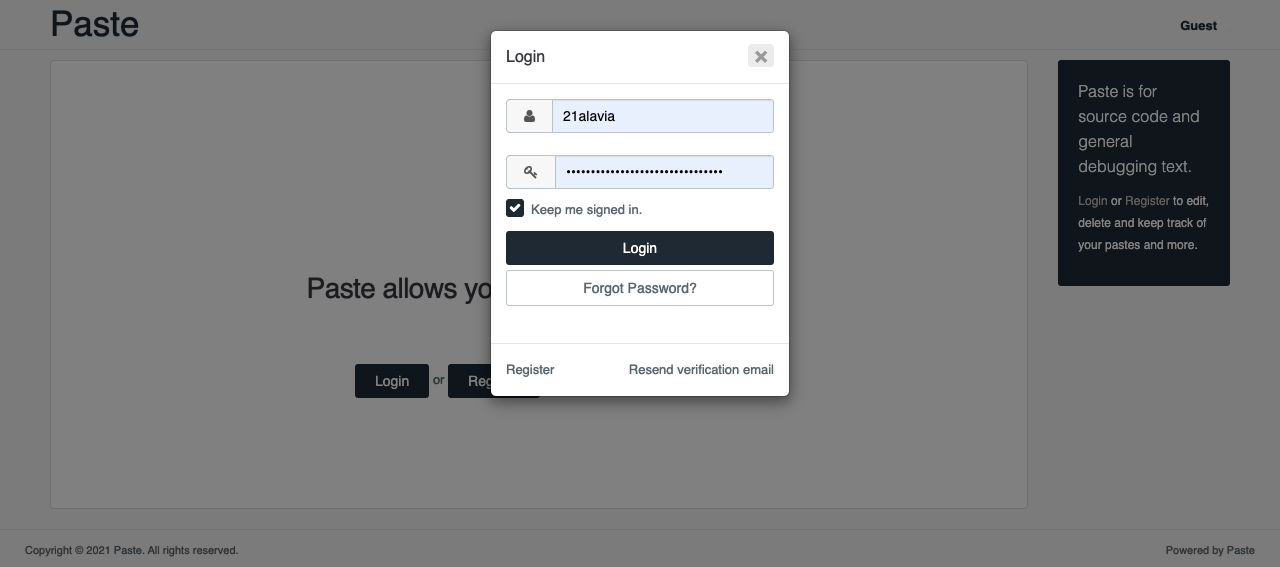 Paste
Guest
Login
21alavia
••••••••••••••••••••••••••••••••
Keep me signed in.
Login
Forgot Password?
Register
Resend verification email
Paste allows yo
Login or Reg
Paste is for
source code and
general
debugging text.
Login or Register to edit,
delete and keep track of
your pastes and more.
Copyright © 2021 Paste. All rights reserved.
Powered by Paste